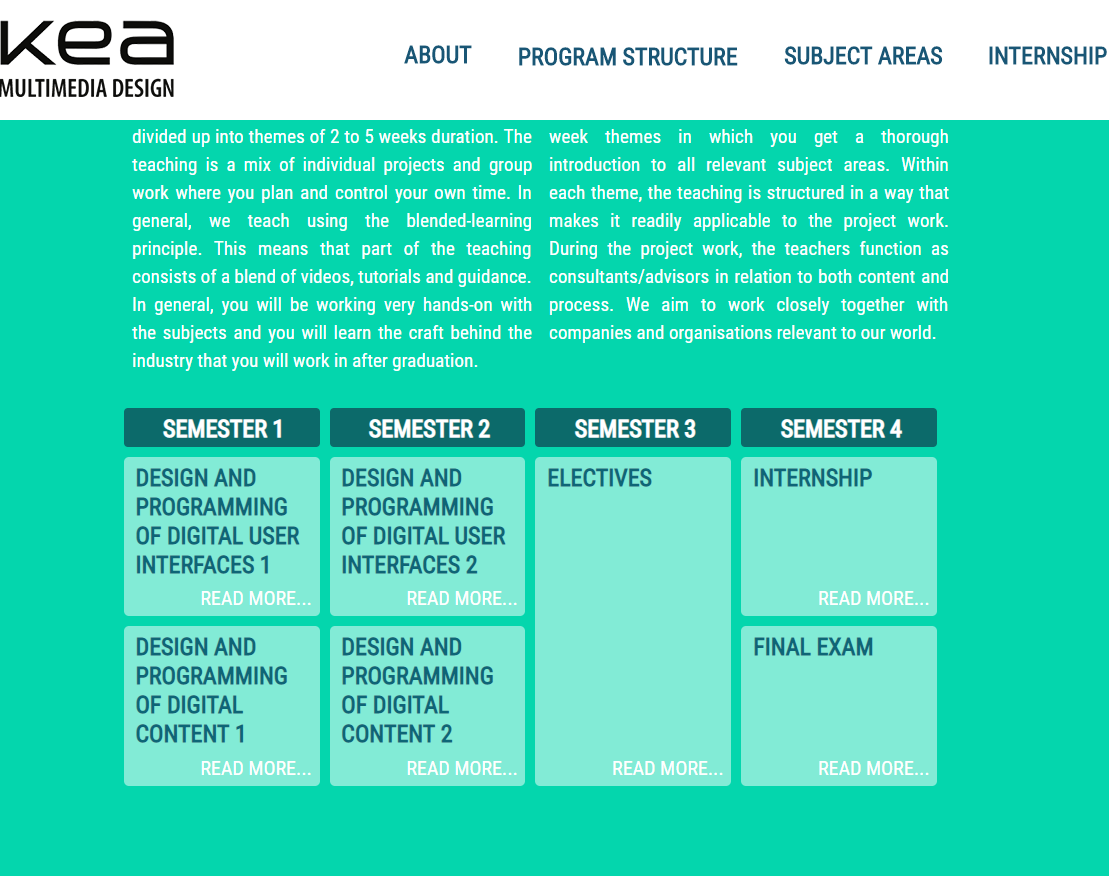 kea
MULTIMEDIA DESIGN
ABOUT
PROGRAM STRUCTURE
SUBJECT AREAS
INTERNSHIP
divided up into themes of 2 to 5 weeks duration. The
teaching is a mix of individual projects and group
work where you plan and control your own time. In
general, we teach using the blended-learning
principle. This means that part of the teaching
consists of a blend of videos, tutorials and guidance.
In general, you will be working very hands-on with
the subjects and you will learn the craft behind the
industry that you will work in after graduation.
week themes in which you get a thorough
introduction to all relevant subject areas. Within
each theme, the teaching is structured in a way that
makes it readily applicable to the project work.
During the project work, the teachers function as
consultants/advisors in relation to both content and
process. We aim to work closely together with
companies and organisations relevant to our world.
SEMESTER 1
SEMESTER 2
SEMESTER 3
SEMESTER 4
DESIGN AND
PROGRAMMING
OF DIGITAL USER
INTERFACES 1
READ MORE...
DESIGN AND
PROGRAMMING
OF DIGITAL USER
INTERFACES 2
READ MORE...
ELECTIVES
READ MORE...
INTERNSHIP
READ MORE...
DESIGN AND
PROGRAMMING
OF DIGITAL
CONTENT 1
READ MORE...
DESIGN AND
PROGRAMMING
OF DIGITAL
CONTENT 2
READ MORE...
FINAL EXAM
READ MORE...